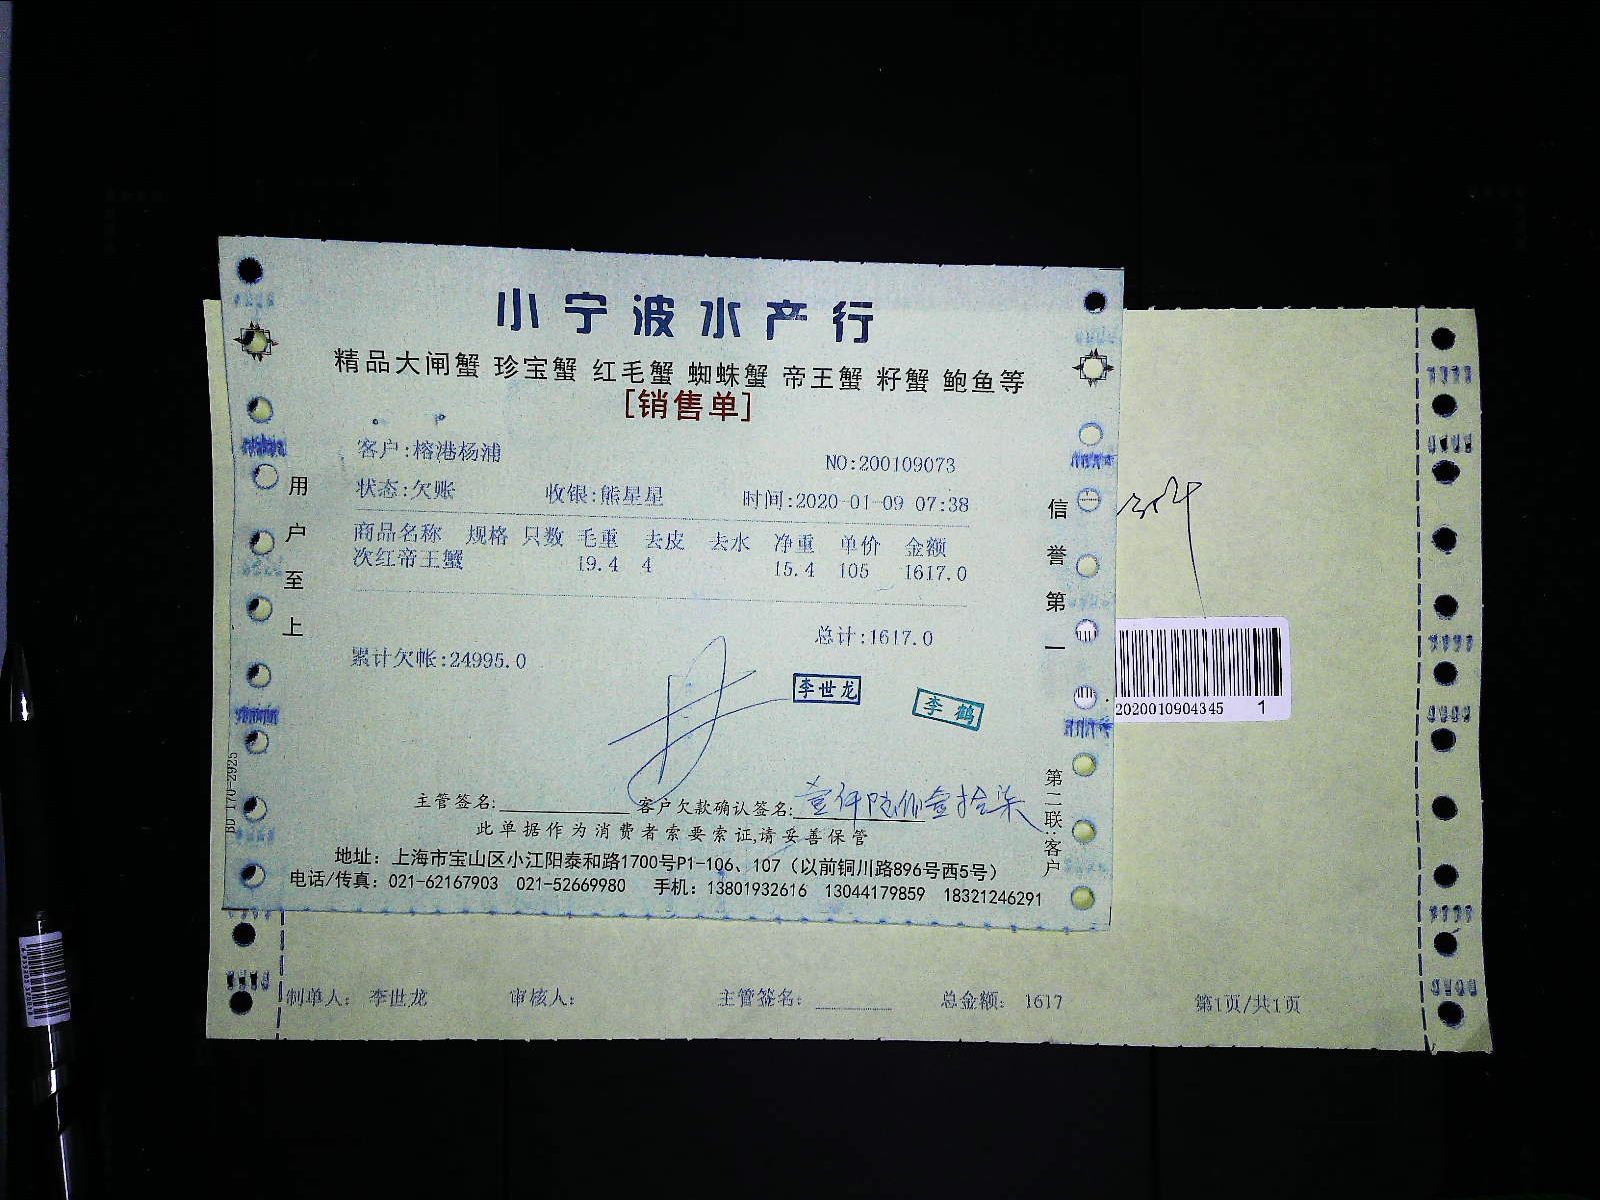 小宁波水产行
精品大闸蟹 珍宝蟹 红毛蟹 蜘蛛蟹 帝王蟹 籽蟹 鲍鱼等
[销售单]
客户:榕港杨浦
NO:200109073
状态:欠账 收银:熊星星 时间:2020-01-09 07:38
商品名称 规格 只数 毛重 去皮 去水 净重 单价 金额
次红帝王蟹 19.4 4 15.4 105 1617.0
总计:1617.0
累计欠帐:24995.0
李世龙
李鹤
主管签名: 客户欠款确认签名: 壹仟陆佰壹拾柒
此单据作为消费者索要索证,请妥善保管
地址：上海市宝山区小江阳泰和路1700号P1-106、107（以前铜川路896号西5号）
电话/传真：021-62167903 021-52669980 手机：13801932616 13044179859 18321246291
用户至上
信誉第一
第二联:客户
2020010904345 1
制单人： 李世龙 审核人： 主管签名： 总金额： 1617 第1页/共1页